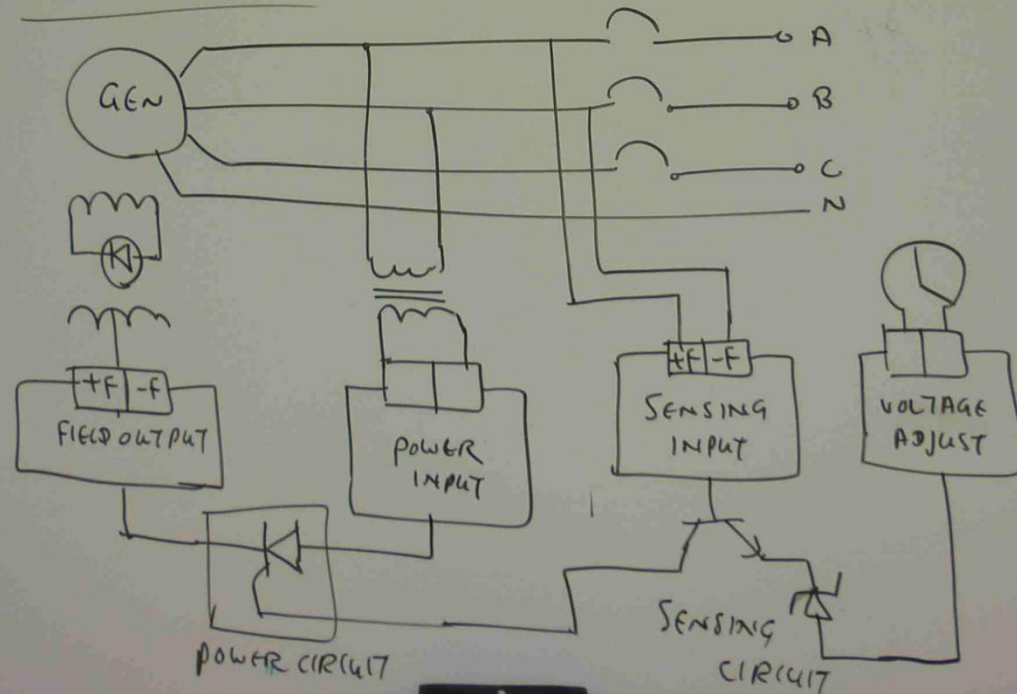 GEN
A
B
C
N
+F -F
FIELD OUTPUT
POWER
INPUT
+F -F
SENSING
INPUT
VOLTAGE
ADJUST
POWER CIRCUIT
SENSING
CIRCUIT